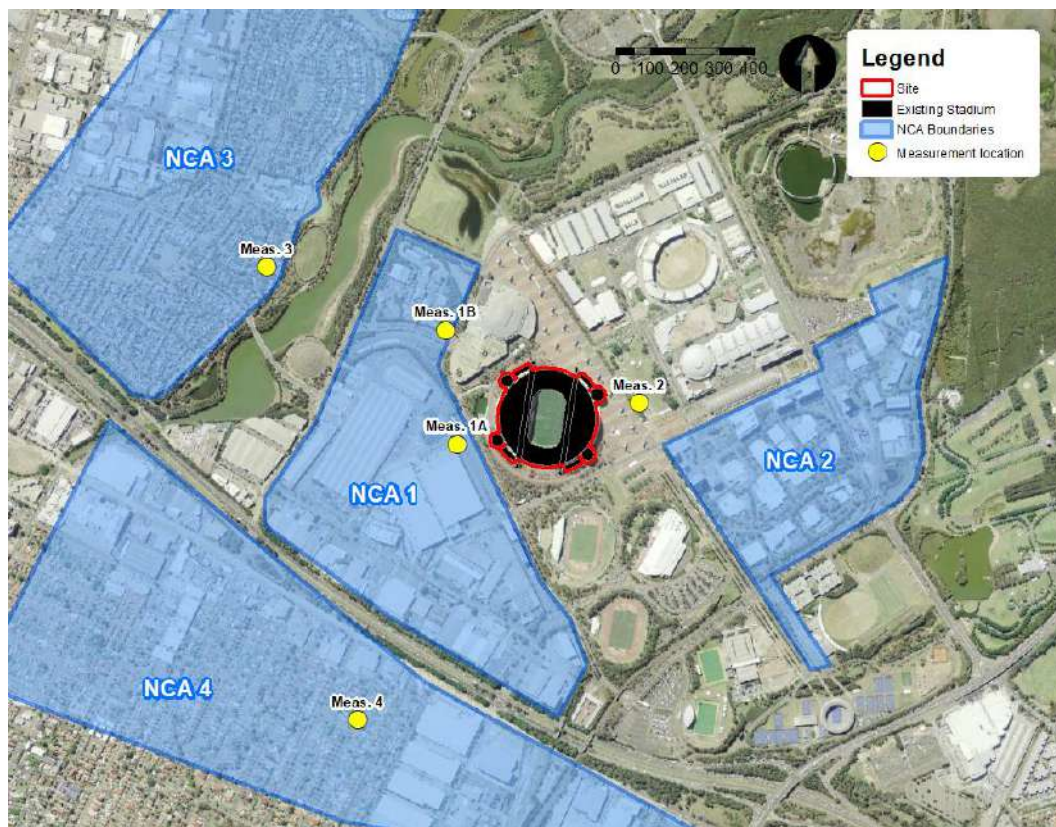 Metres
0 100 200 300 400
Legend
Site
Existing Stadium
NCA Boundaries
Measurement location
NCA 3
Meas. 3
Meas. 1B
Meas. 2
Meas. 1A
NCA 2
NCA 1
NCA 4
Meas. 4